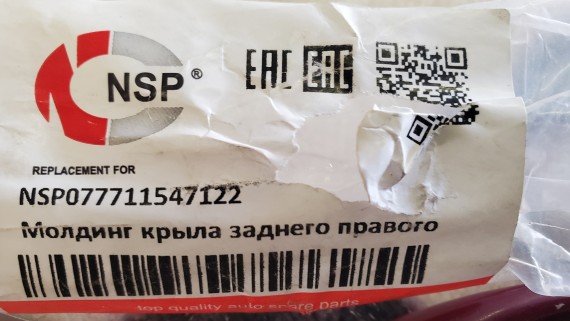 NSP®
EAC EAC
REPLACEMENT FOR
NSP077711547122
Молдинг крыла заднего правого
top quality auto spare parts